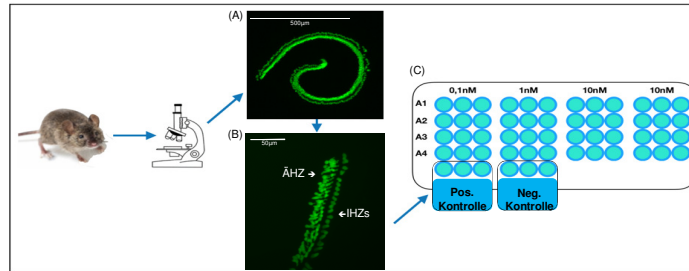 (A)
500µm
(B)
50µm
ÄHZ →
←IHZs
(C)
0,1nM 1nM 10nM 10nM
A1
A2
A3
A4
Pos. Kontrolle
Neg. Kontrolle